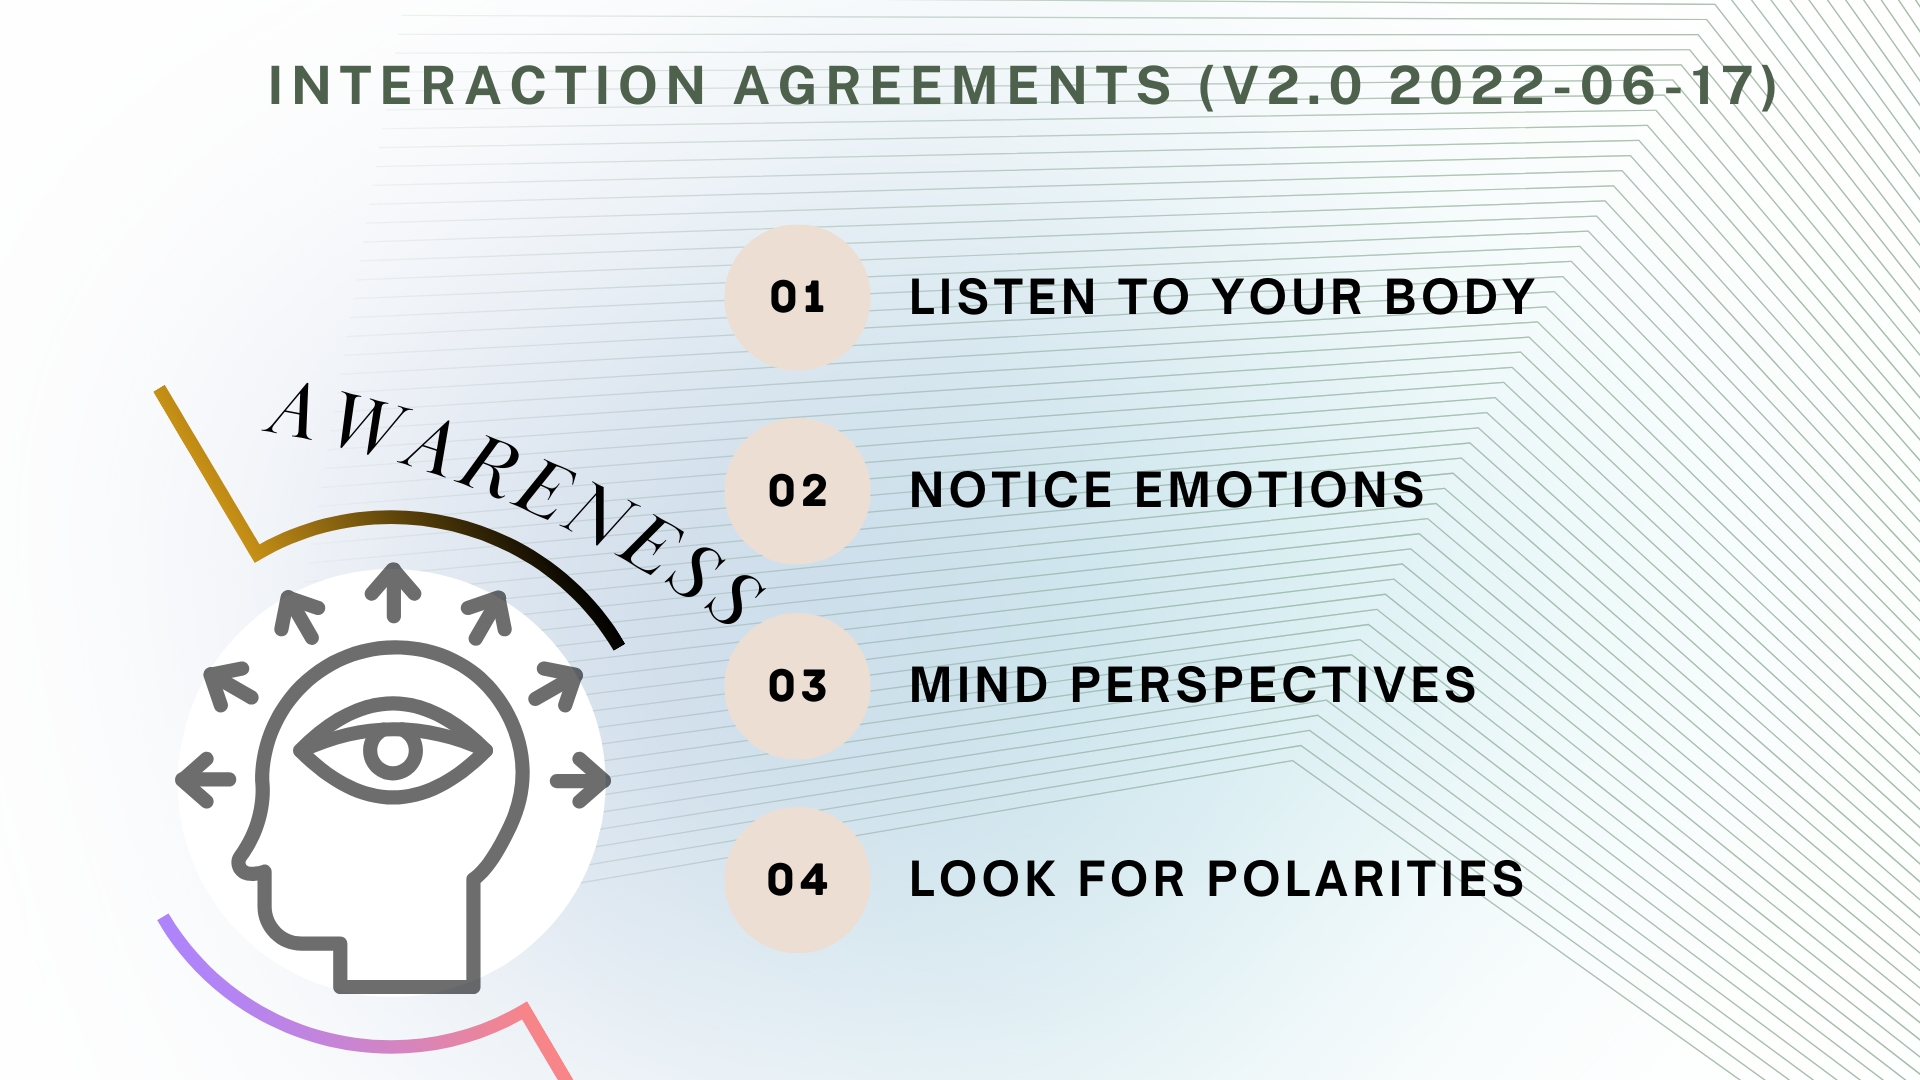 INTERACTION AGREEMENTS (V2.0 2022-06-17)
AWARENESS
01 LISTEN TO YOUR BODY
02 NOTICE EMOTIONS
03 MIND PERSPECTIVES
04 LOOK FOR POLARITIES